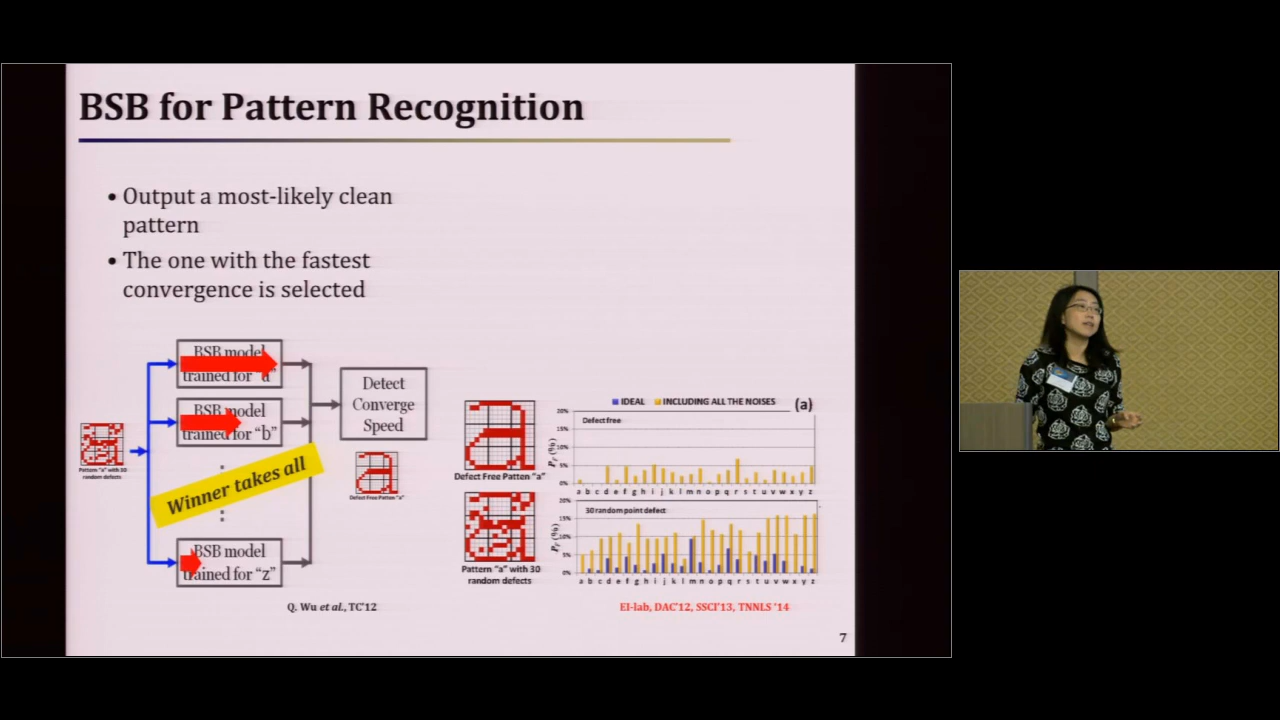 BSB for Pattern Recognition
• Output a most-likely clean
pattern
• The one with the fastest
convergence is selected
BSB model
trained for "a"
BSB model
trained for "b"
Winner takes all
BSB model
trained for "z"
Pattern "a" with 30
random defects
Detect
Converge
Speed
Defect Free Patten "a"
Q. Wu et al., TC'12
Defect Free Patten "a"
Pattern "a" with 30
random defects
IDEAL INCLUDING ALL THE NOISES (a)
20%
Defect free
15%
10%
5%
0%
PF (%)
a b c d e f g h i j k l m n o p q r s t u v w x y z
20%
30 random point defect
15%
10%
5%
0%
PF (%)
a b c d e f g h i j k l m n o p q r s t u v w x y z
EI-lab, DAC'12, SSCI'13, TNNLS '14
7